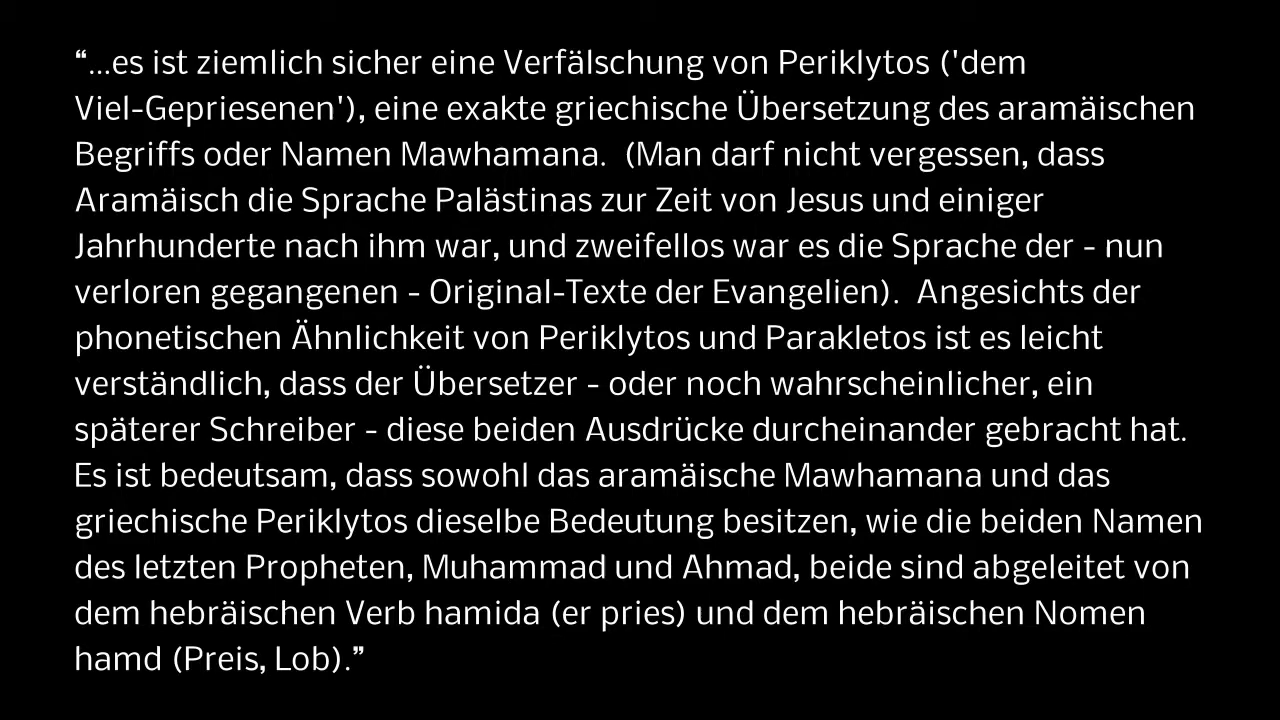 “...es ist ziemlich sicher eine Verfälschung von Periklytos ('dem
Viel-Gepriesenen'), eine exakte griechische Übersetzung des aramäischen
Begriffs oder Namen Mawhamana.  (Man darf nicht vergessen, dass
Aramäisch die Sprache Palästinas zur Zeit von Jesus und einiger
Jahrhunderte nach ihm war, und zweifellos war es die Sprache der - nun
verloren gegangenen - Original-Texte der Evangelien).  Angesichts der
phonetischen Ähnlichkeit von Periklytos und Parakletos ist es leicht
verständlich, dass der Übersetzer - oder noch wahrscheinlicher, ein
späterer Schreiber - diese beiden Ausdrücke durcheinander gebracht hat.
Es ist bedeutsam, dass sowohl das aramäische Mawhamana und das
griechische Periklytos dieselbe Bedeutung besitzen, wie die beiden Namen
des letzten Propheten, Muhammad und Ahmad, beide sind abgeleitet von
dem hebräischen Verb hamida (er pries) und dem hebräischen Nomen
hamd (Preis, Lob).”